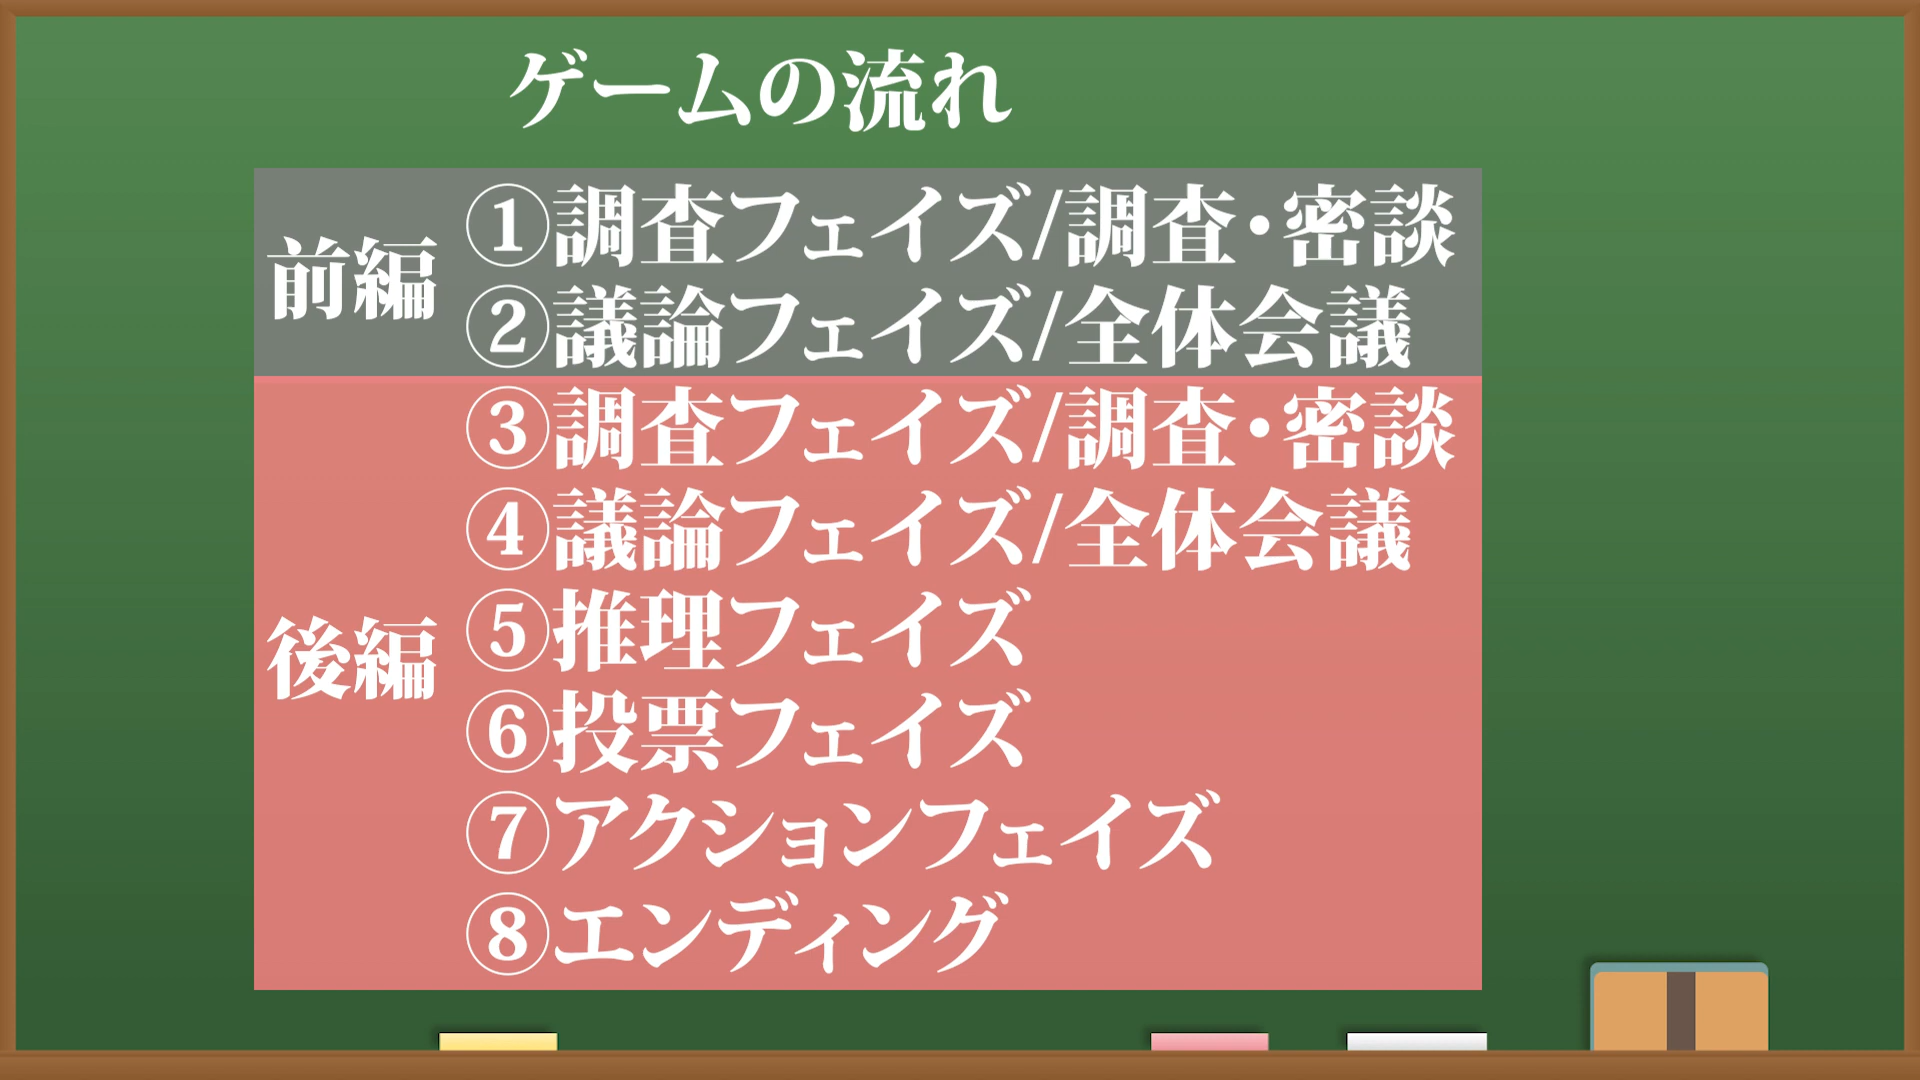 ゲームの流れ
前編
①調査フェイズ/調査・密談
②議論フェイズ/全体会議
後編
③調査フェイズ/調査・密談
④議論フェイズ/全体会議
⑤推理フェイズ
⑥投票フェイズ
⑦アクションフェイズ
⑧エンディング